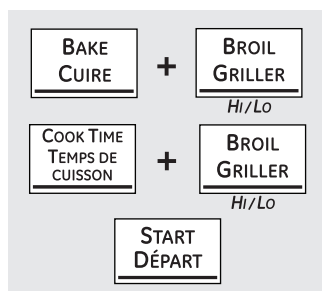 BAKE + BROIL
CUIRE GRILLER
HI/LO
COOK TIME + BROIL
TEMPS DE GRILLER
CUISSON
HI/LO
START
DÉPART